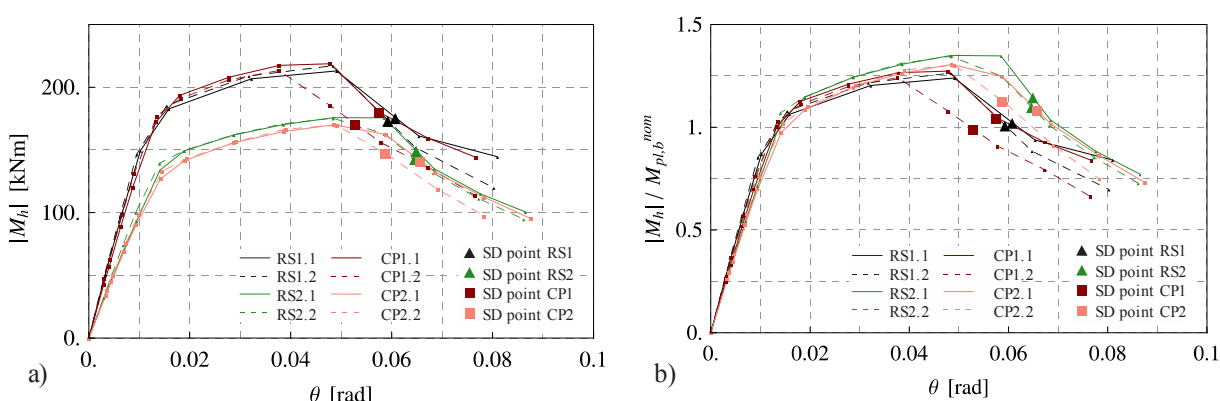 |M_h| [kNm]
200.
100.
0.
0. 0.02 0.04 0.06 0.08 0.1
θ [rad]
a)
RS1.1 CP1.1 SD point RS1
RS1.2 CP1.2 SD point RS2
RS2.1 CP2.1 SD point CP1
RS2.2 CP2.2 SD point CP2
|M_h| / M_{pl,b}^{nom}
1.5
1.
0.5
0.
0. 0.02 0.04 0.06 0.08 0.1
θ [rad]
b)
RS1.1 CP1.1 SD point RS1
RS1.2 CP1.2 SD point RS2
RS2.1 CP2.1 SD point CP1
RS2.2 CP2.2 SD point CP2